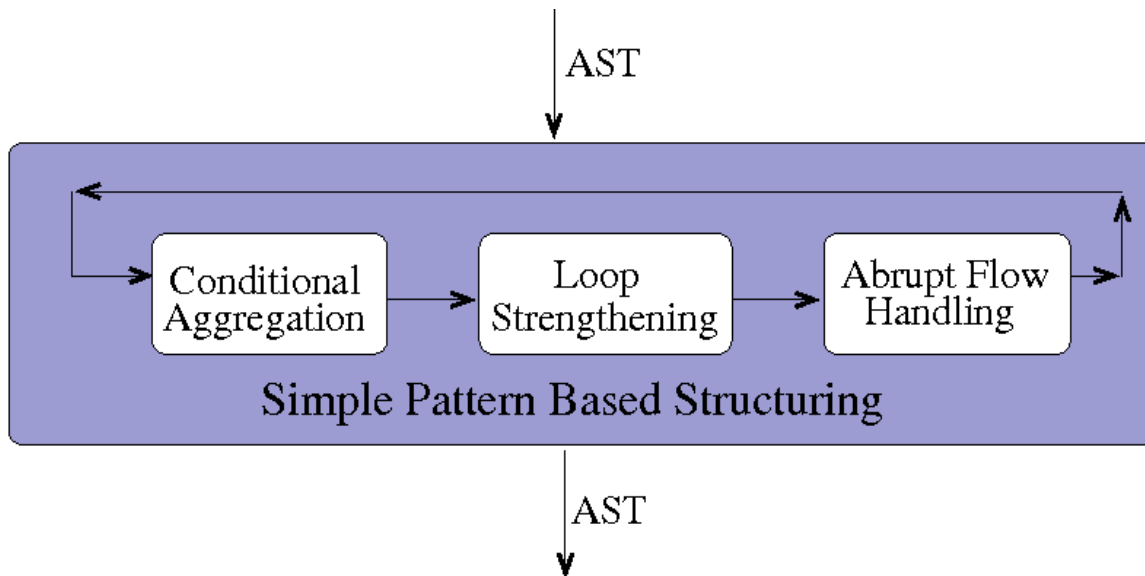 AST
Conditional
Aggregation
Loop
Strengthening
Abrupt Flow
Handling
Simple Pattern Based Structuring
AST